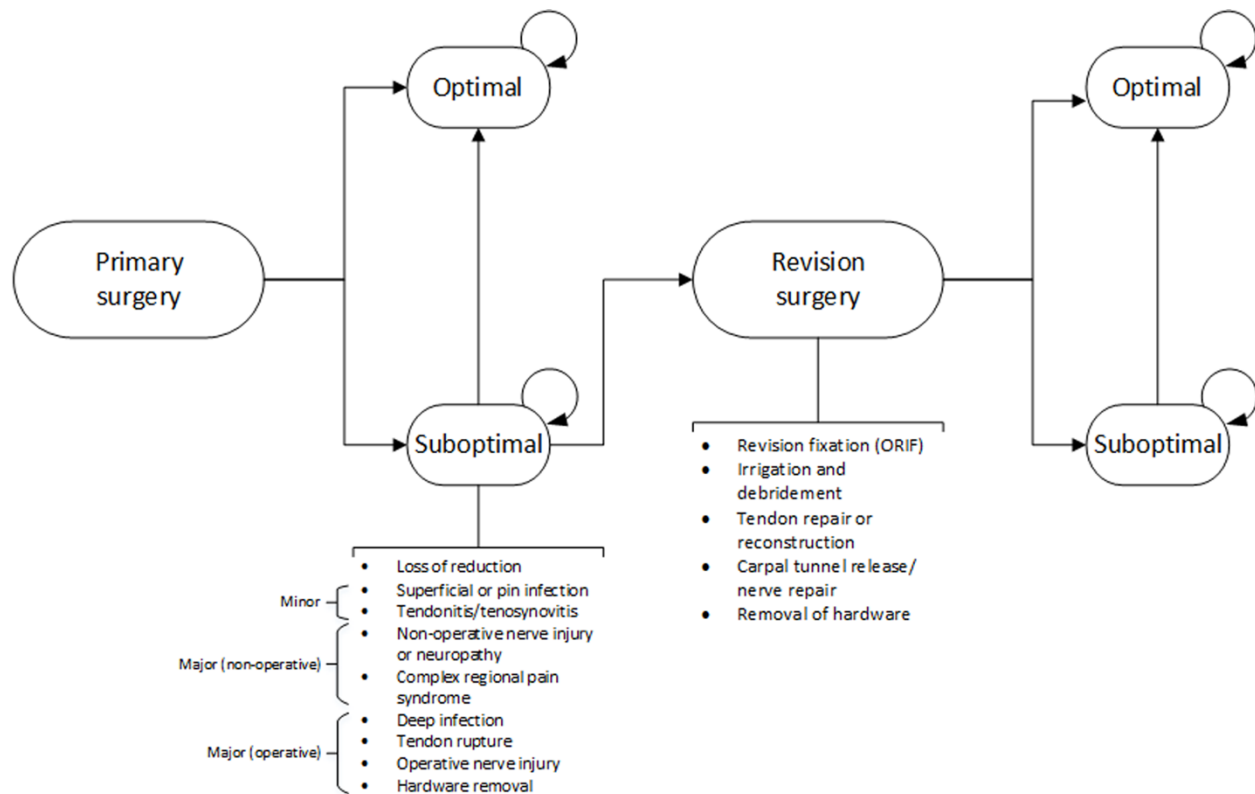 Optimal
Optimal
Primary
surgery
Revision
surgery
Suboptimal
Suboptimal
• Revision fixation (ORIF)
• Irrigation and
debridement
• Tendon repair or
reconstruction
• Carpal tunnel release/
nerve repair
• Removal of hardware
• Loss of reduction
Minor
• Superficial or pin infection
• Tendonitis/tenosynovitis
Major (non-operative)
• Non-operative nerve injury
or neuropathy
• Complex regional pain
syndrome
Major (operative)
• Deep infection
• Tendon rupture
• Operative nerve injury
• Hardware removal